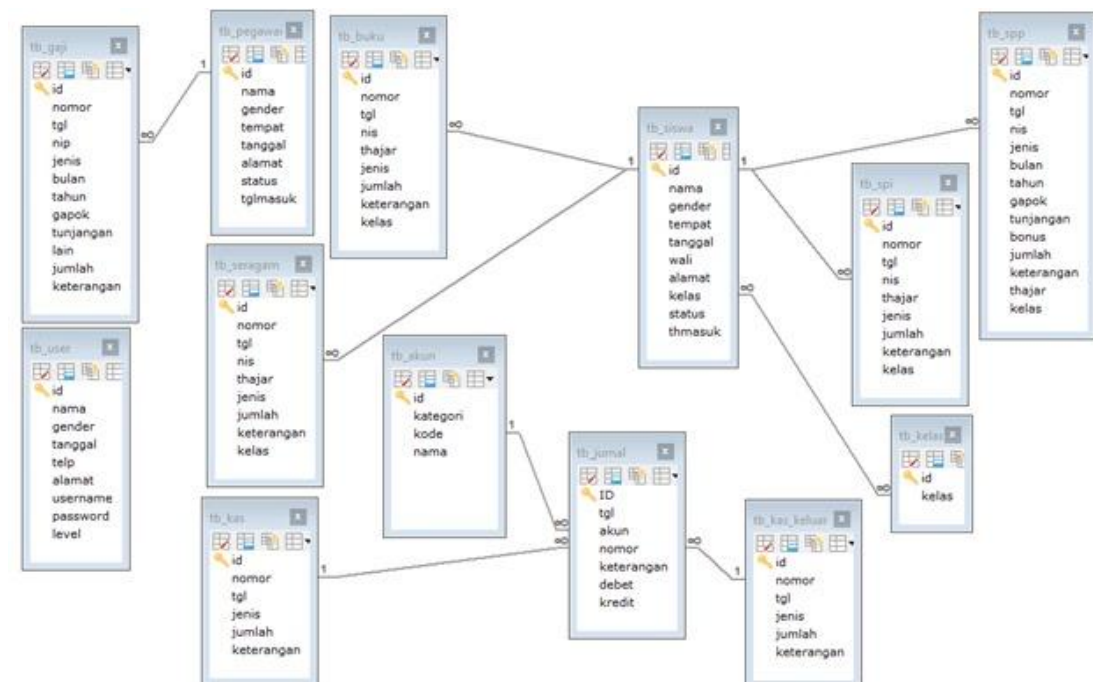 tb_gaji
id
nomor
tgl
nip
jenis
bulan
tahun
gapok
tunjangan
lain
jumlah
keterangan
tb_pegawai
id
nama
gender
tempat
tanggal
alamat
status
tglmasuk
tb_buku
id
nomor
tgl
nis
thajar
jenis
jumlah
keterangan
kelas
tb_siswa
id
nama
gender
tempat
tanggal
wali
alamat
kelas
status
thmasuk
tb_spp
id
nomor
tgl
nis
jenis
bulan
tahun
gapok
tunjangan
bonus
jumlah
keterangan
thajar
kelas
tb_spi
id
nomor
tgl
nis
thajar
jenis
jumlah
keterangan
kelas
tb_seragam
id
nomor
tgl
nis
thajar
jenis
jumlah
keterangan
kelas
tb_user
id
nama
gender
tanggal
telp
alamat
username
password
level
tb_akun
id
kategori
kode
nama
tb_jurnal
ID
tgl
akun
nomor
keterangan
debet
kredit
tb_kelas
id
kelas
tb_kas
id
nomor
tgl
jenis
jumlah
keterangan
tb_kas_keluar
id
nomor
tgl
jenis
jumlah
keterangan
1
∞
∞
1
∞
1
∞
∞
∞
∞
1
∞
1
∞
∞
1